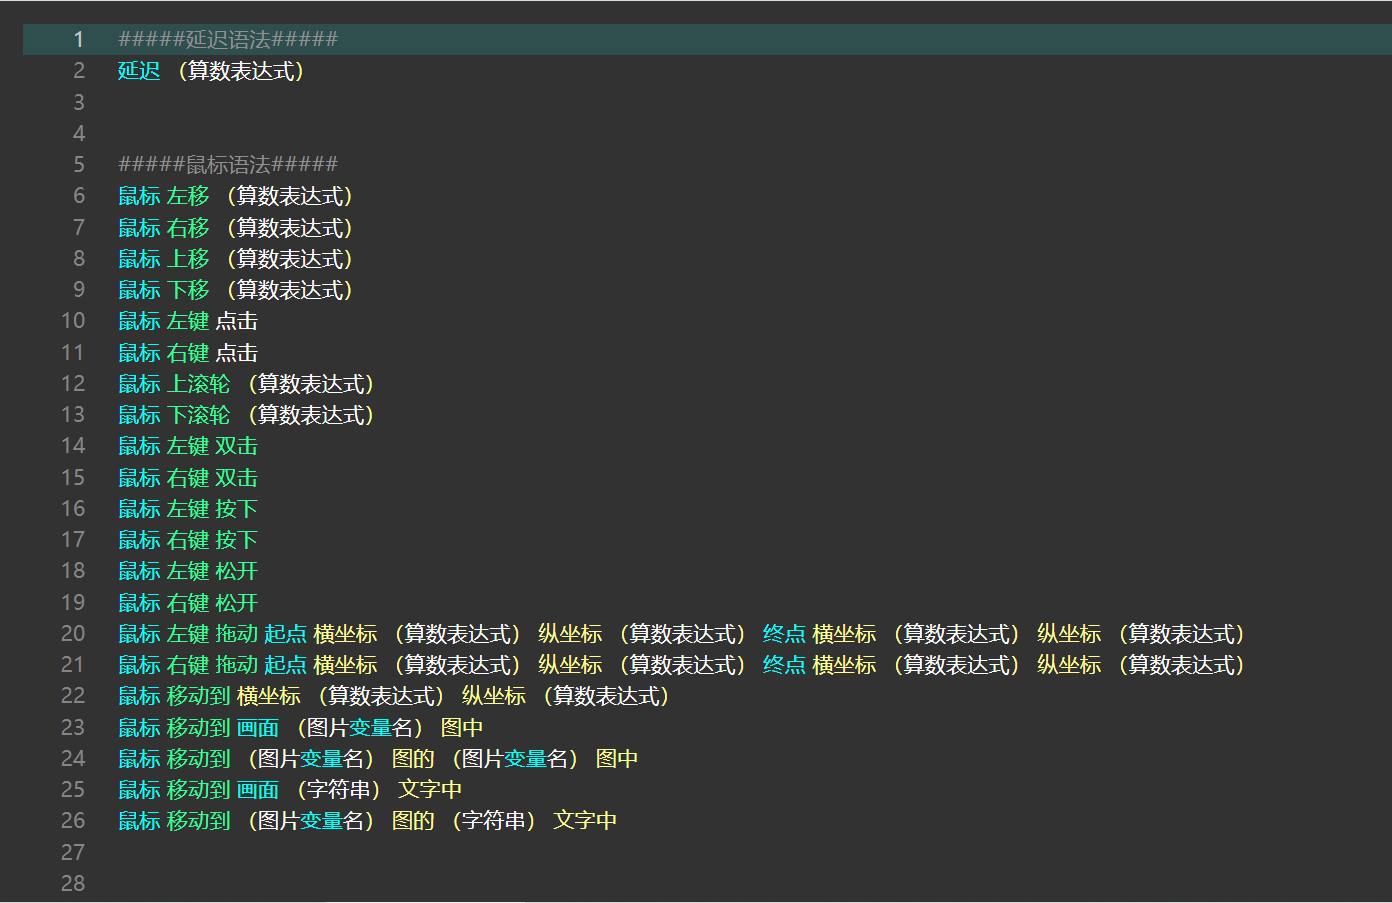 1 #####延迟语法#####
2 延迟 （算数表达式）
3
4
5 #####鼠标语法#####
6 鼠标 左移 （算数表达式）
7 鼠标 右移 （算数表达式）
8 鼠标 上移 （算数表达式）
9 鼠标 下移 （算数表达式）
10 鼠标 左键 点击
11 鼠标 右键 点击
12 鼠标 上滚轮 （算数表达式）
13 鼠标 下滚轮 （算数表达式）
14 鼠标 左键 双击
15 鼠标 右键 双击
16 鼠标 左键 按下
17 鼠标 右键 按下
18 鼠标 左键 松开
19 鼠标 右键 松开
20 鼠标 左键 拖动 起点 横坐标 （算数表达式） 纵坐标 （算数表达式） 终点 横坐标 （算数表达式） 纵坐标 （算数表达式）
21 鼠标 右键 拖动 起点 横坐标 （算数表达式） 纵坐标 （算数表达式） 终点 横坐标 （算数表达式） 纵坐标 （算数表达式）
22 鼠标 移动到 横坐标 （算数表达式） 纵坐标 （算数表达式）
23 鼠标 移动到 画面 （图片变量名） 图中
24 鼠标 移动到 （图片变量名） 图的 （图片变量名） 图中
25 鼠标 移动到 画面 （字符串） 文字中
26 鼠标 移动到 （图片变量名） 图的 （字符串） 文字中
27
28